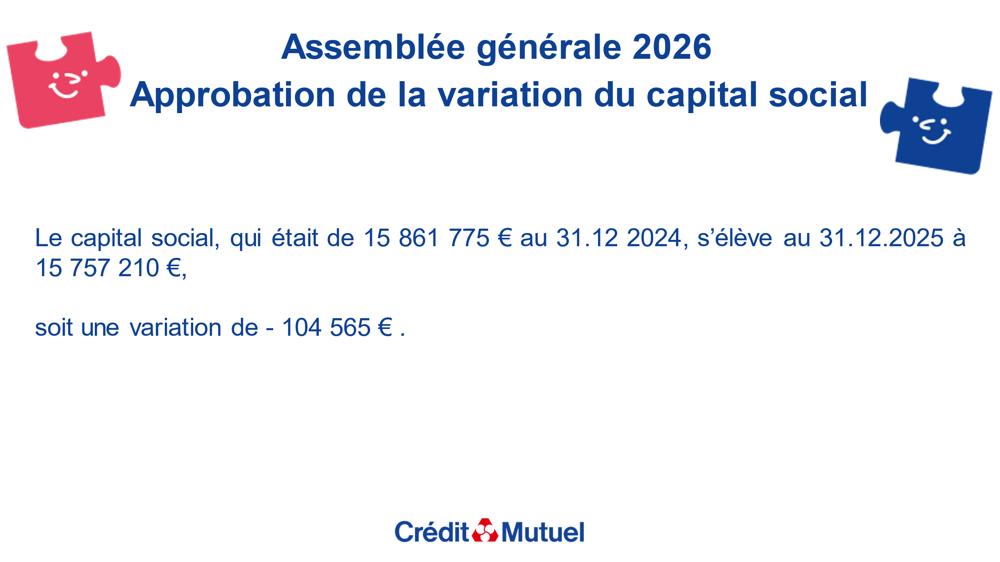 Assemblée générale 2026
Approbation de la variation du capital social
Le capital social, qui était de 15 861 775 € au 31.12 2024, s’élève au 31.12.2025 à
15 757 210 €,
soit une variation de - 104 565 € .
Crédit Mutuel